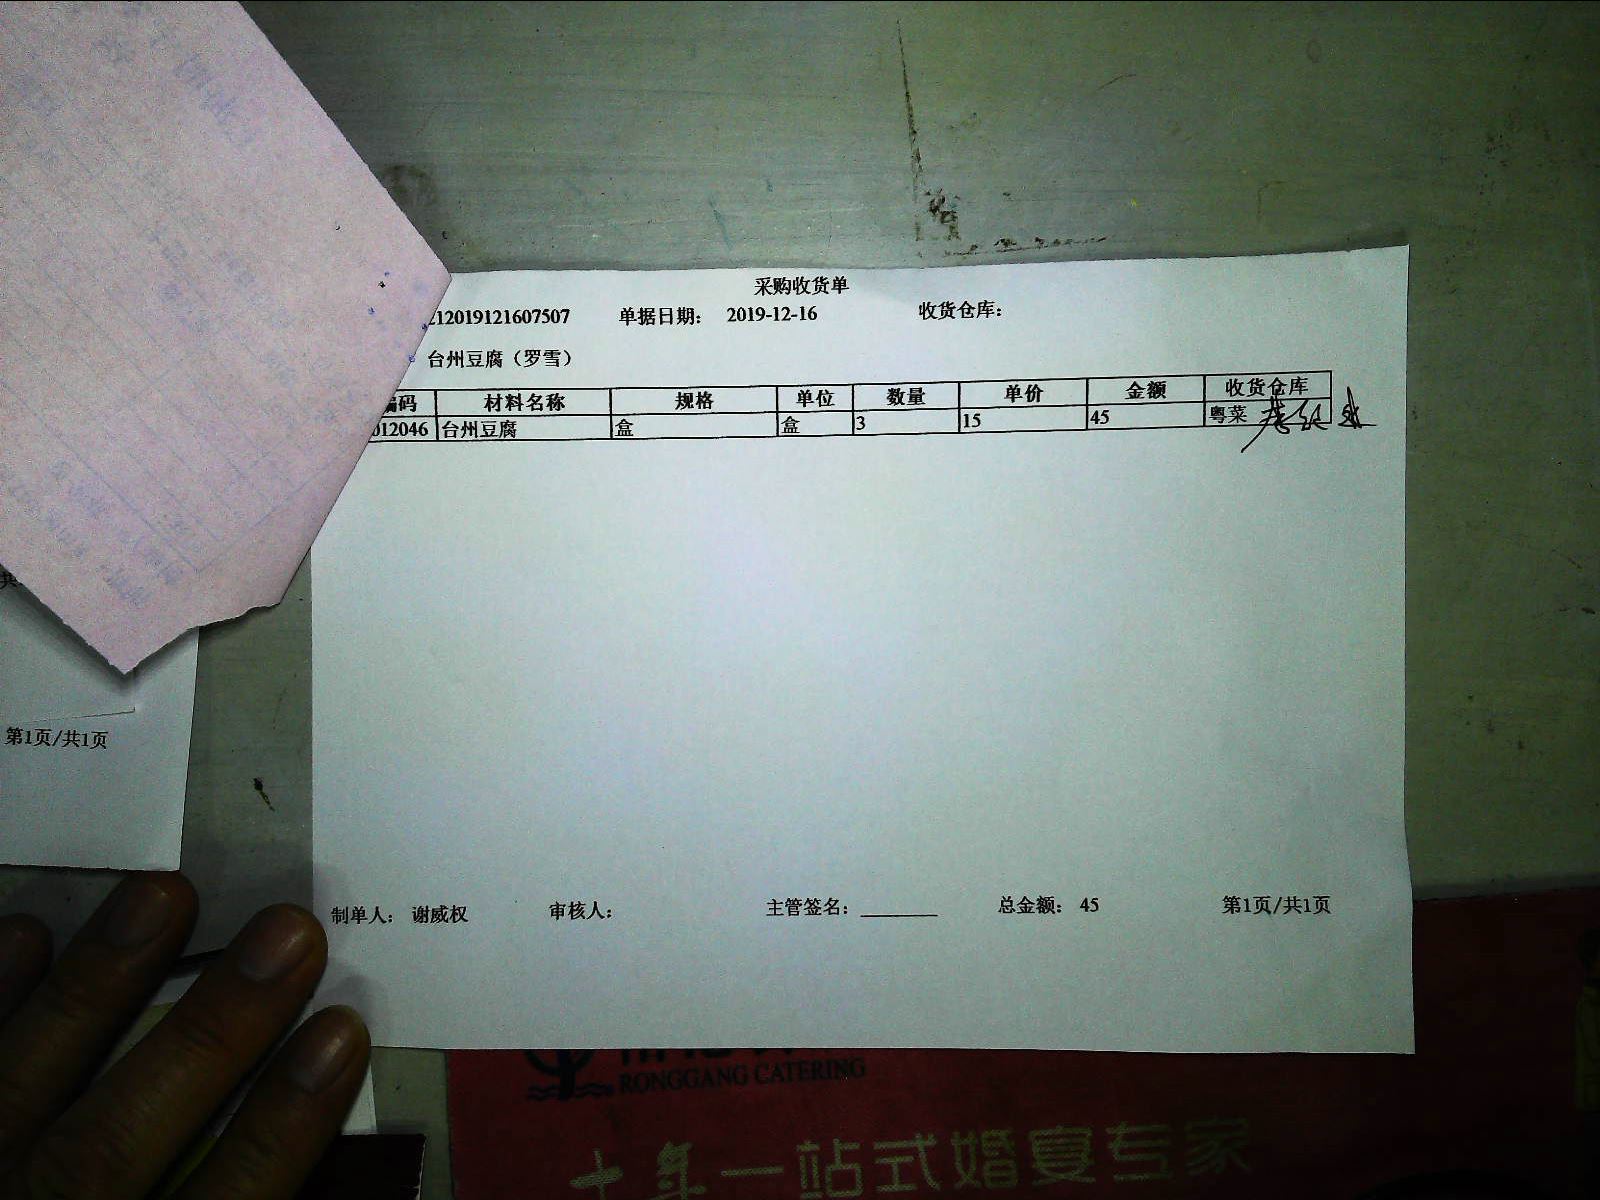 采购收货单
12019121607507 单据日期： 2019-12-16 收货仓库：
台州豆腐（罗雪）
编码 材料名称 规格 单位 数量 单价 金额 收货仓库
012046 台州豆腐 盒 盒 3 15 45 粤菜
制单人： 谢威权 审核人： 主管签名： 总金额： 45 第1页/共1页
第1页/共1页
RONGGANG CATERING
十年一站式婚宴专家